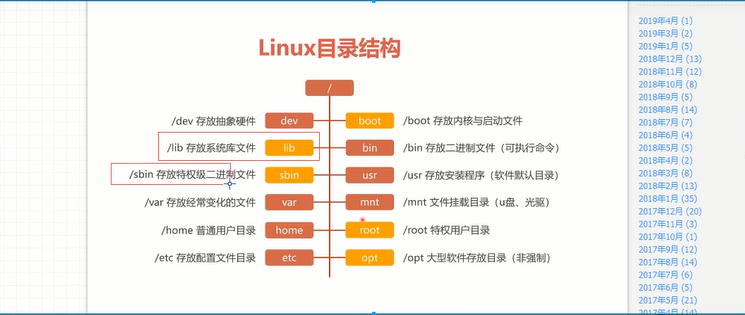 Linux目录结构
/
/dev 存放抽象硬件 dev boot /boot 存放内核与启动文件
/lib 存放系统库文件 lib bin /bin 存放二进制文件（可执行命令）
/sbin 存放特权级二进制文件 sbin usr /usr 存放安装程序（软件默认目录）
/var 存放经常变化的文件 var mnt /mnt 文件挂载目录（u盘、光驱）
/home 普通用户目录 home root /root 特权用户目录
/etc 存放配置文件目录 etc opt /opt 大型软件存放目录（非强制）
2019年4月 (1)
2019年3月 (2)
2019年1月 (5)
2018年12月 (13)
2018年11月 (12)
2018年10月 (8)
2018年9月 (5)
2018年8月 (14)
2018年7月 (7)
2018年6月 (4)
2018年5月 (5)
2018年4月 (2)
2018年3月 (8)
2018年2月 (13)
2018年1月 (35)
2017年12月 (20)
2017年11月 (3)
2017年10月 (1)
2017年9月 (12)
2017年8月 (14)
2017年7月 (6)
2017年6月 (5)
2017年5月 (21)
2017年4月 (14)